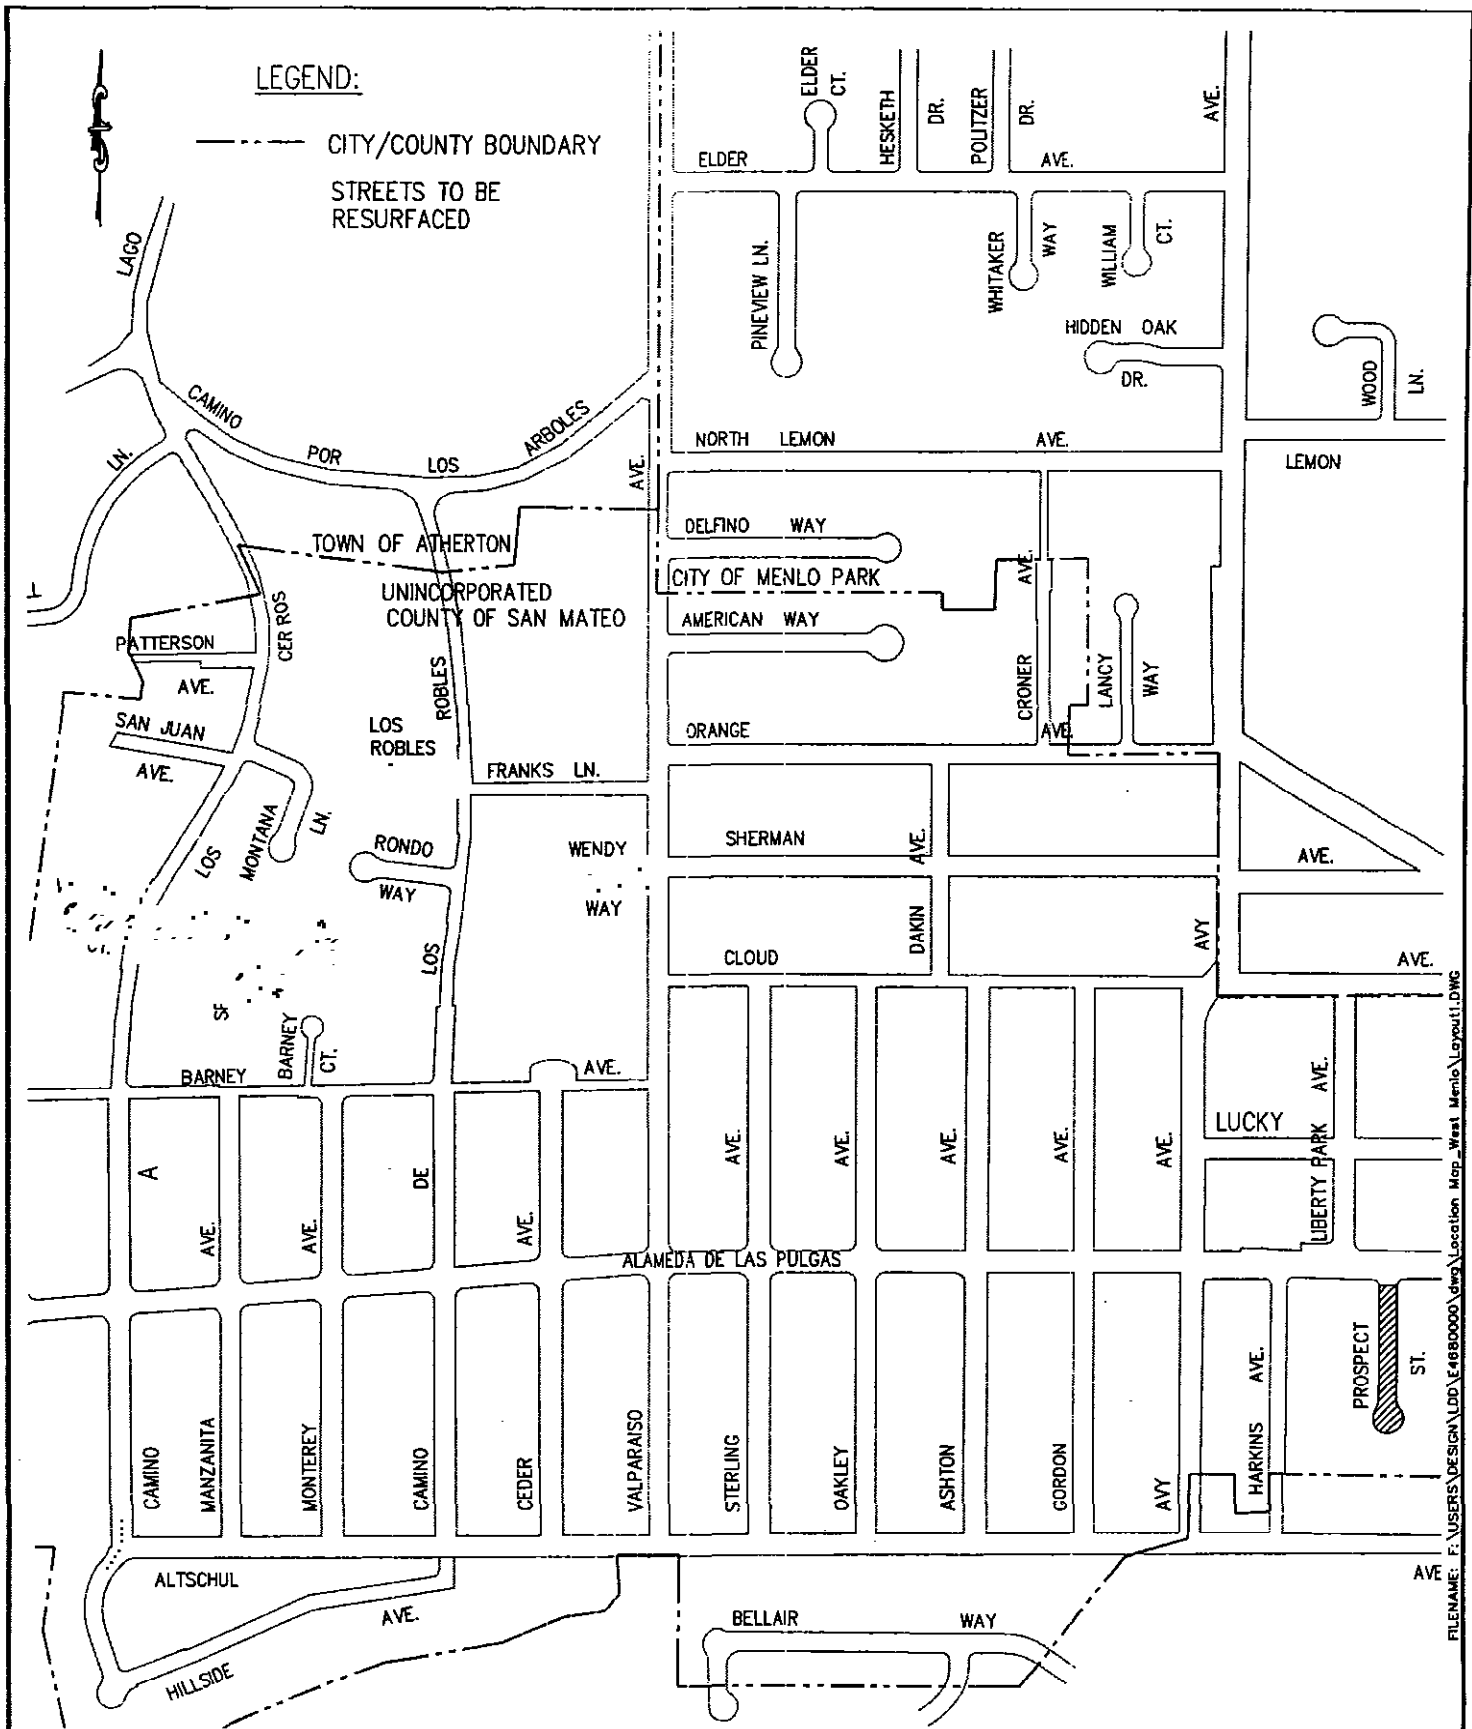 LEGEND:
CITY/COUNTY BOUNDARY
STREETS TO BE
RESURFACED
ELDER
CT.
HESKETH
DR.
POLITZER
DR.
AVE.
ELDER
AVE.
LAGO
PINEVIEW LN.
WHITAKER
WAY
WILLIAM
CT.
HIDDEN OAK
DR.
WOOD
LN.
CAMINO
POR
LOS
ARBOLES
AVE.
NORTH LEMON
AVE.
LEMON
LN.
DELFINO WAY
TOWN OF ATHERTON
CITY OF MENLO PARK
AVE.
UNINCORPORATED
COUNTY OF SAN MATEO
AMERICAN WAY
PATTERSON
AVE.
CER ROS
ROBLES
CRONER
LANCY
WAY
SAN JUAN
AVE.
LOS
ROBLES
ORANGE
AVE.
FRANKS LN.
MONTANA
LN.
LOS
RONDO
WAY
WENDY
WAY
SHERMAN
AVE.
AVE.
DAKIN
AVY
LOS
CLOUD
AVE.
CT.
SF
BARNEY
CT.
BARNEY
AVE.
LUCKY
LIBERTY PARK AVE.
A
AVE.
AVE.
DE
AVE.
AVE.
AVE.
AVE.
AVE.
AVE.
ALAMEDA DE LAS PULGAS
CAMINO
MANZANITA
MONTEREY
CAMINO
CEDER
VALPARAISO
STERLING
OAKLEY
ASHTON
GORDON
AVY
HARKINS AVE.
PROSPECT
ST.
ALTSCHUL
AVE
HILLSIDE
AVE.
BELLAIR
WAY
FILENAME: F:\USERS\DESIGN\LDD\E4680000\dwg\Location Map_West Menlo\Layout1.DWG